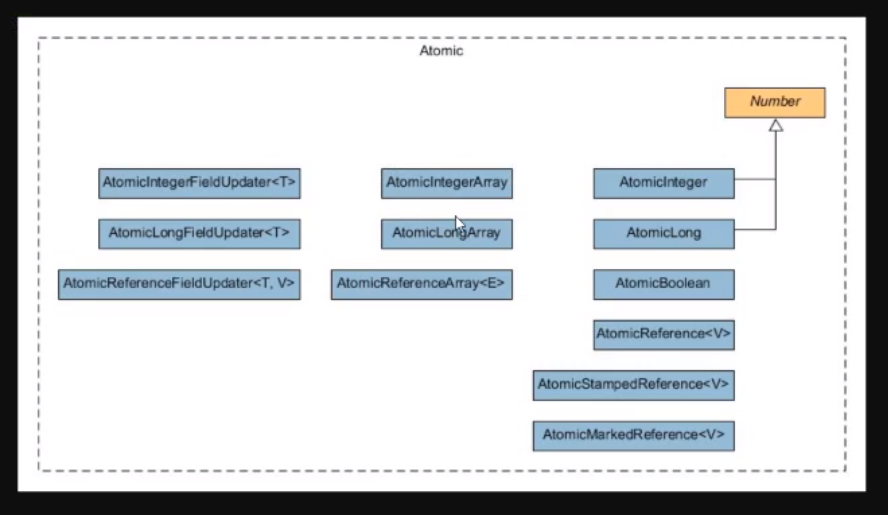 Atomic
Number
AtomicIntegerFieldUpdater<T>
AtomicIntegerArray
AtomicInteger
AtomicLongFieldUpdater<T>
AtomicLongArray
AtomicLong
AtomicReferenceFieldUpdater<T, V>
AtomicReferenceArray<E>
AtomicBoolean
AtomicReference<V>
AtomicStampedReference<V>
AtomicMarkedReference<V>